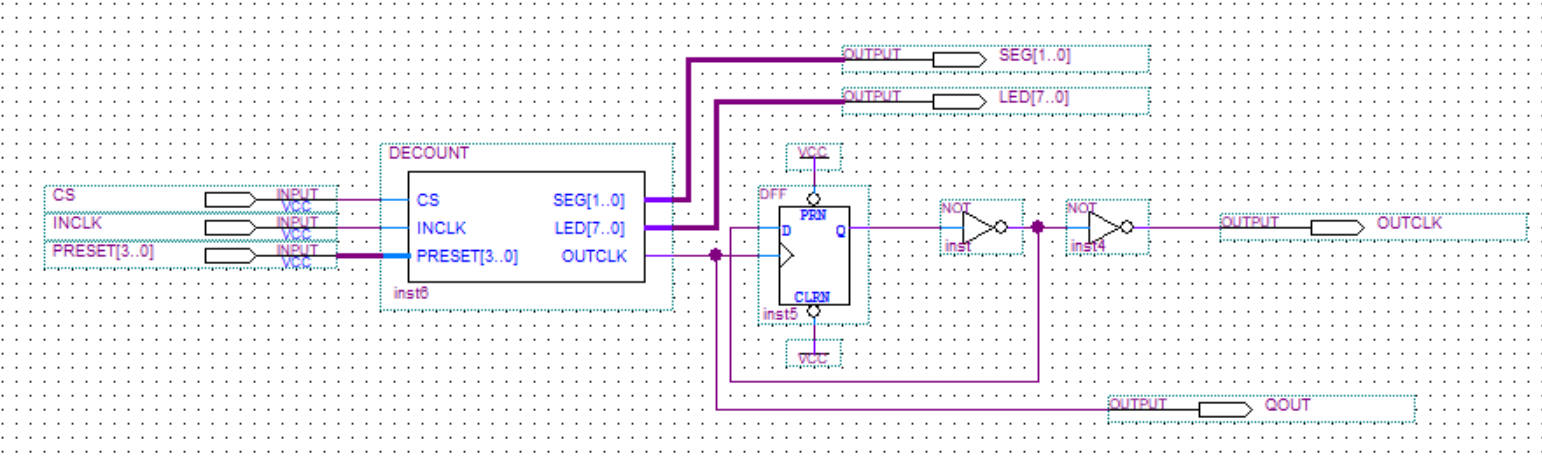 OUTPUT SEG[1..0]
OUTPUT LED[7..0]
DECOUNT
VCC
CS INPUT VCC
INCLK INPUT VCC
PRESET[3..0] INPUT VCC
CS SEG[1..0]
INCLK LED[7..0]
PRESET[3..0] OUTCLK
inst6
DFF
PRN
D Q
CLRN
inst5
VCC
NOT
inst
NOT
inst4
OUTPUT OUTCLK
OUTPUT QOUT